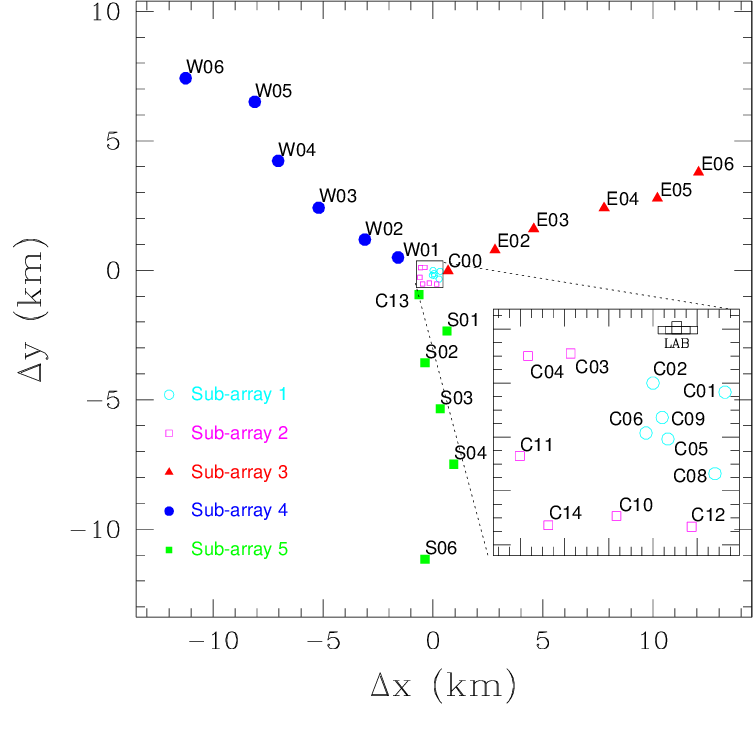 10
W06
W05
5
W04
E06
W03
E05
E04
W02
E03
W01
E02
0
C00
C13
S01
LAB
S02
C04
C03
C02
C01
-5
S03
C06
C09
C05
S04
C11
C08
C14
C10
C12
-10
S06
Sub-array 1
Sub-array 2
Sub-array 3
Sub-array 4
Sub-array 5
Δy (km)
-10
-5
0
5
10
Δx (km)